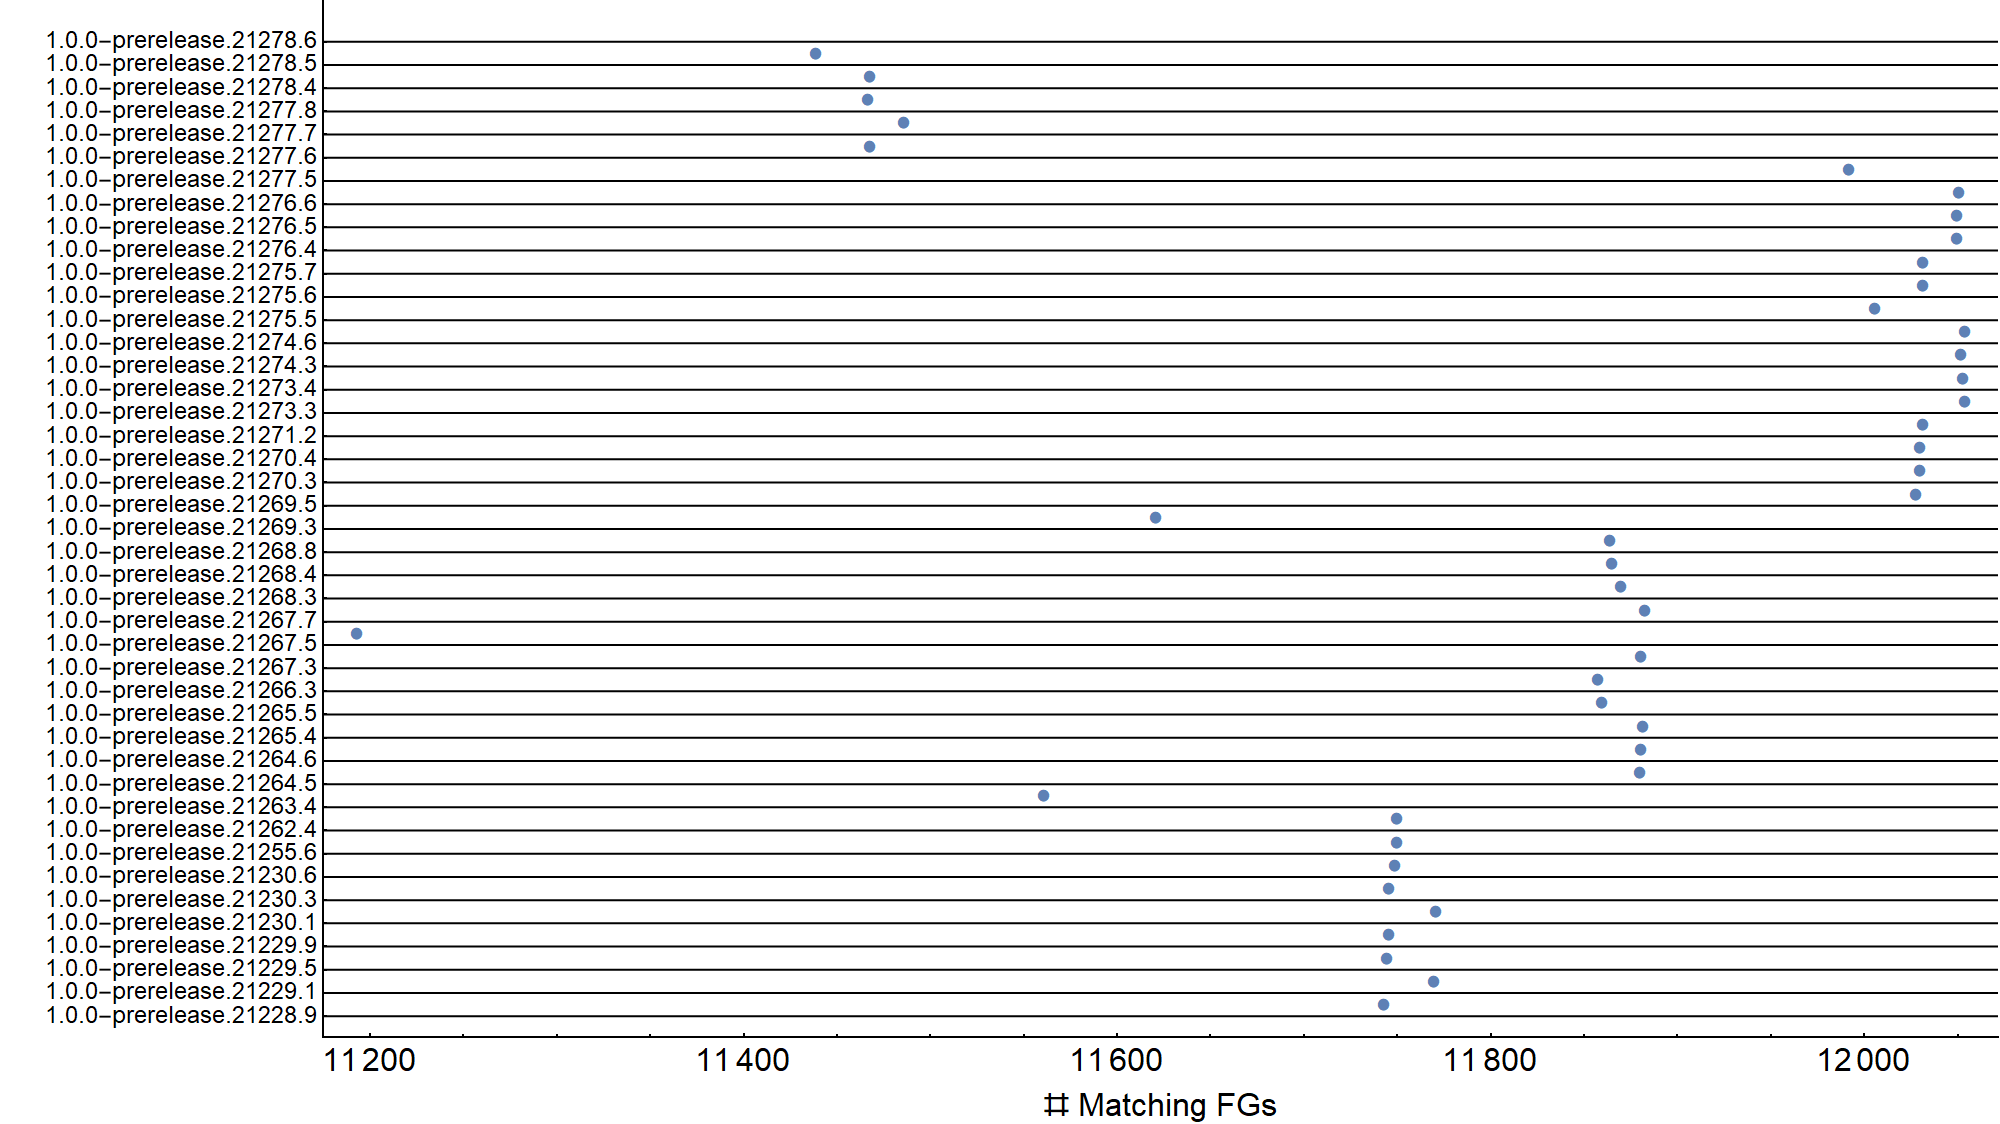 1.0.0–prerelease.21278.6
1.0.0–prerelease.21278.5
1.0.0–prerelease.21278.4
1.0.0–prerelease.21277.8
1.0.0–prerelease.21277.7
1.0.0–prerelease.21277.6
1.0.0–prerelease.21277.5
1.0.0–prerelease.21276.6
1.0.0–prerelease.21276.5
1.0.0–prerelease.21276.4
1.0.0–prerelease.21275.7
1.0.0–prerelease.21275.6
1.0.0–prerelease.21275.5
1.0.0–prerelease.21274.6
1.0.0–prerelease.21274.3
1.0.0–prerelease.21273.4
1.0.0–prerelease.21273.3
1.0.0–prerelease.21271.2
1.0.0–prerelease.21270.4
1.0.0–prerelease.21270.3
1.0.0–prerelease.21269.5
1.0.0–prerelease.21269.3
1.0.0–prerelease.21268.8
1.0.0–prerelease.21268.4
1.0.0–prerelease.21268.3
1.0.0–prerelease.21267.7
1.0.0–prerelease.21267.5
1.0.0–prerelease.21267.3
1.0.0–prerelease.21266.3
1.0.0–prerelease.21265.5
1.0.0–prerelease.21265.4
1.0.0–prerelease.21264.6
1.0.0–prerelease.21264.5
1.0.0–prerelease.21263.4
1.0.0–prerelease.21262.4
1.0.0–prerelease.21255.6
1.0.0–prerelease.21230.6
1.0.0–prerelease.21230.3
1.0.0–prerelease.21230.1
1.0.0–prerelease.21229.9
1.0.0–prerelease.21229.5
1.0.0–prerelease.21229.1
1.0.0–prerelease.21228.9
11 200 11 400 11 600 11 800 12 000
# Matching FGs